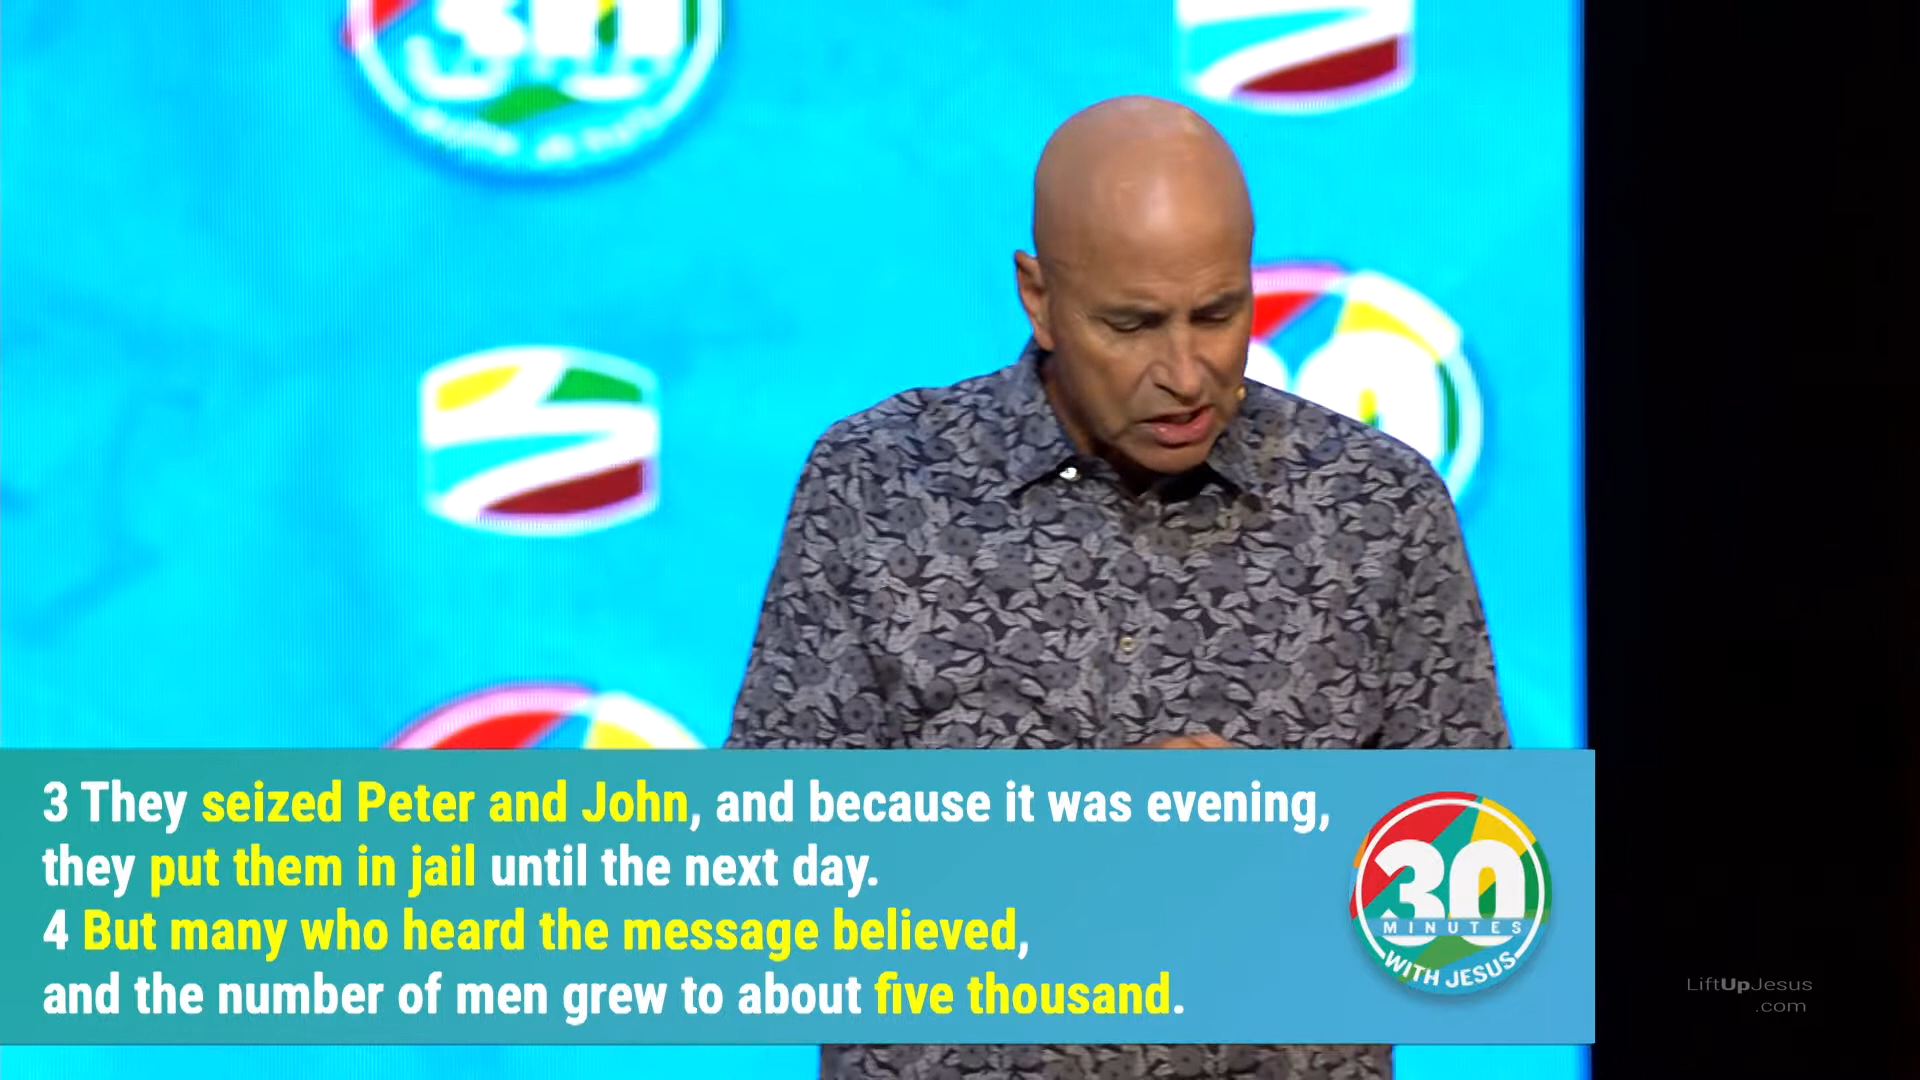 30
30
3 They seized Peter and John, and because it was evening,
they put them in jail until the next day.
4 But many who heard the message believed,
and the number of men grew to about five thousand.
30
MINUTES
WITH JESUS
LiftUpJesus
.com